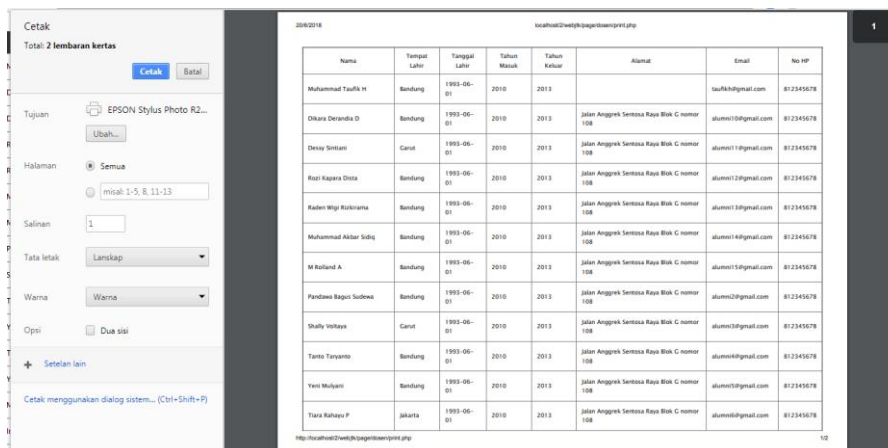 Cetak
Total: 2 lembaran kertas
Cetak Batal
Tujuan EPSON Stylus Photo R2...
Ubah...
Halaman Semua
misal: 1-5, 8, 11-13
Salinan 1
Tata letak Lanskap
Warna Warna
Opsi Dua sisi
+ Setelan lain
Cetak menggunakan dialog sistem... (Ctrl+Shift+P)
20/6/2018 localhost/2/webjtk/page/dosen/print.php
Nama Tempat Lahir Tanggal Lahir Tahun Masuk Tahun Keluar Alamat Email No HP
Muhammad Taufik H Bandung 1993-06-01 2010 2013 taufikh@gmail.com 812345678
Dikara Derandia D Bandung 1993-06-01 2010 2013 Jalan Anggrek Sentosa Raya Blok G nomor 108 alumni10@gmail.com 812345678
Dessy Sintiani Garut 1993-06-01 2010 2013 Jalan Anggrek Sentosa Raya Blok G nomor 108 alumni11@gmail.com 812345678
Rozi Kapara Dista Bandung 1993-06-01 2010 2013 Jalan Anggrek Sentosa Raya Blok G nomor 108 alumni12@gmail.com 812345678
Raden Wigi Rizkirama Bandung 1993-06-01 2010 2013 Jalan Anggrek Sentosa Raya Blok G nomor 108 alumni13@gmail.com 812345678
Muhammad Akbar Sidiq Bandung 1993-06-01 2010 2013 Jalan Anggrek Sentosa Raya Blok G nomor 108 alumni14@gmail.com 812345678
M Rolland A Bandung 1993-06-01 2010 2013 Jalan Anggrek Sentosa Raya Blok G nomor 108 alumni15@gmail.com 812345678
Pandawa Bagus Sudewa Bandung 1993-06-01 2010 2013 Jalan Anggrek Sentosa Raya Blok G nomor 108 alumni2@gmail.com 812345678
Shally Voltaya Garut 1993-06-01 2010 2013 Jalan Anggrek Sentosa Raya Blok G nomor 108 alumni3@gmail.com 812345678
Tanto Taryanto Bandung 1993-06-01 2010 2013 Jalan Anggrek Sentosa Raya Blok G nomor 108 alumni4@gmail.com 812345678
Yeni Mulyani Bandung 1993-06-01 2010 2013 Jalan Anggrek Sentosa Raya Blok G nomor 108 alumni5@gmail.com 812345678
Tiara Rahayu P Jakarta 1993-06-01 2010 2013 Jalan Anggrek Sentosa Raya Blok G nomor 108 alumni6@gmail.com 812345678
http://localhost/2/webjtk/page/dosen/print.php 1/2
1